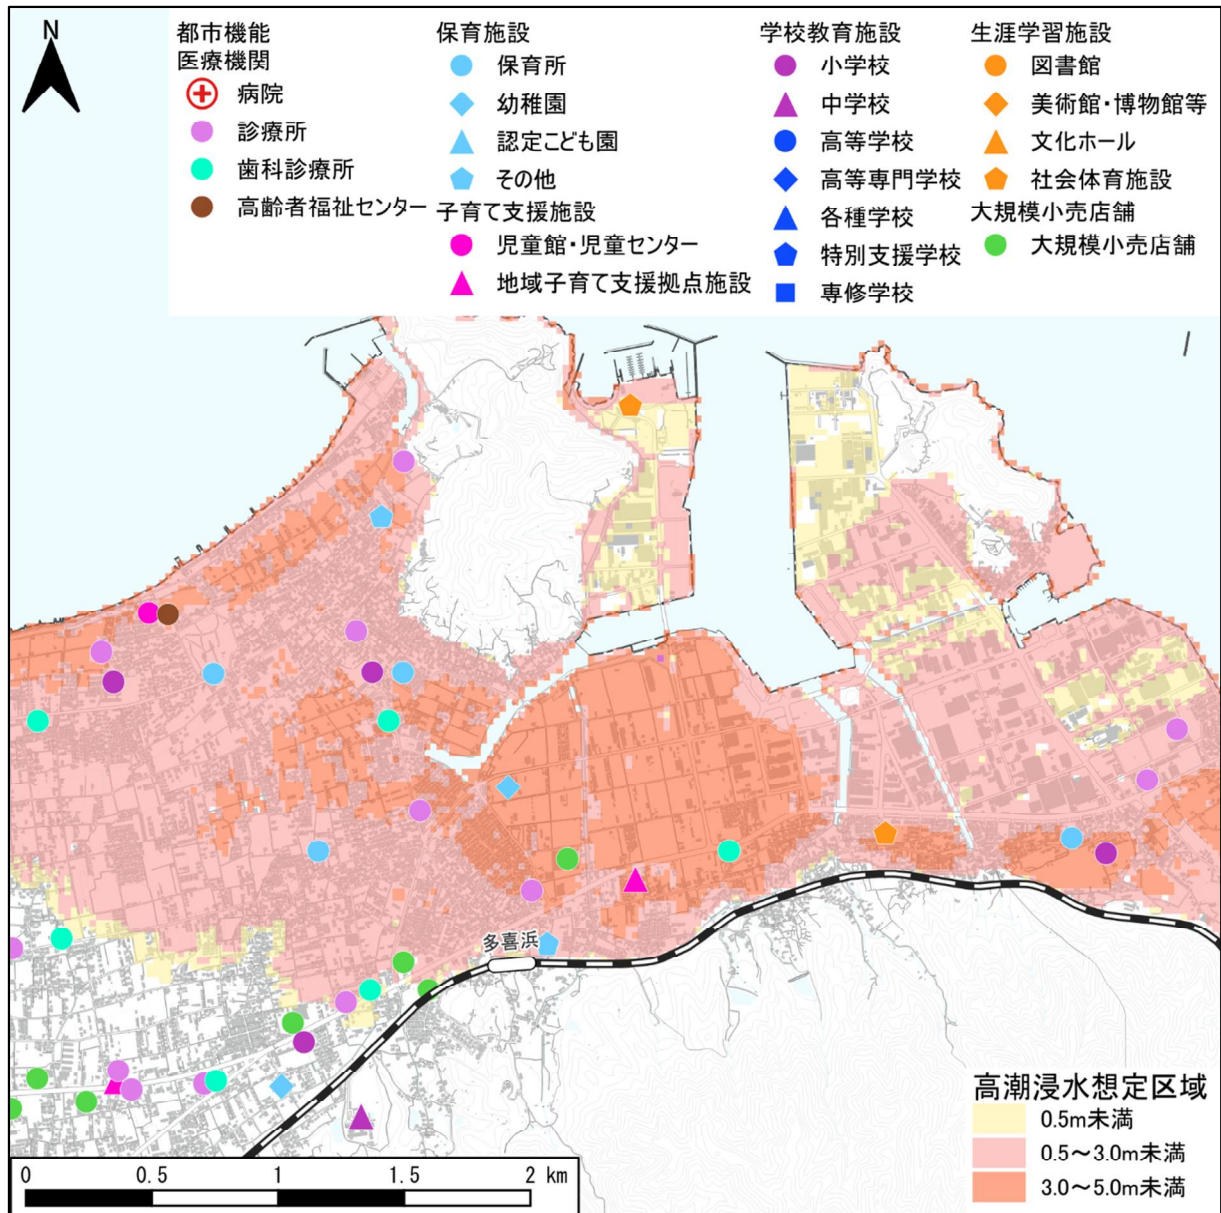 N
都市機能
医療機関
病院
診療所
歯科診療所
高齢者福祉センター
保育施設
保育所
幼稚園
認定こども園
その他
子育て支援施設
児童館・児童センター
地域子育て支援拠点施設
学校教育施設
小学校
中学校
高等学校
高等専門学校
各種学校
特別支援学校
専修学校
生涯学習施設
図書館
美術館・博物館等
文化ホール
社会体育施設
大規模小売店舗
大規模小売店舗
多喜浜
高潮浸水想定区域
0.5m未満
0.5～3.0m未満
3.0～5.0m未満
0 0.5 1 1.5 2 km